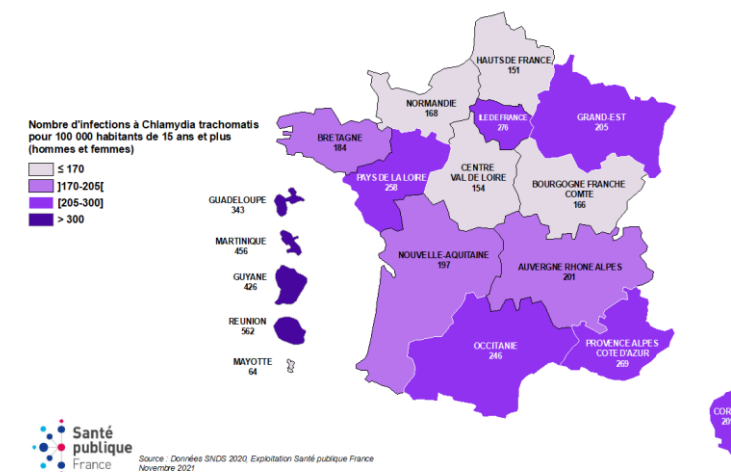 HAUTS DE FRANCE
151
NORMANDIE
168
ILE DE FRANCE
276
GRAND-EST
205
Nombre d'infections à Chlamydia trachomatis
pour 100 000 habitants de 15 ans et plus
(hommes et femmes)
≤ 170
]170-205[
[205-300]
> 300
BRETAGNE
184
PAYS DE LA LOIRE
258
CENTRE
VAL DE LOIRE
154
BOURGOGNE FRANCHE
COMTE
166
GUADELOUPE
343
MARTINIQUE
456
GUYANE
426
REUNION
562
MAYOTTE
64
NOUVELLE-AQUITAINE
197
AUVERGNE RHONE ALPES
201
OCCITANIE
246
PROVENCE ALPES
COTE D'AZUR
269
COR
Santé
publique
France
Source : Données SNDS 2020, Exploitation Santé publique France
Novembre 2021